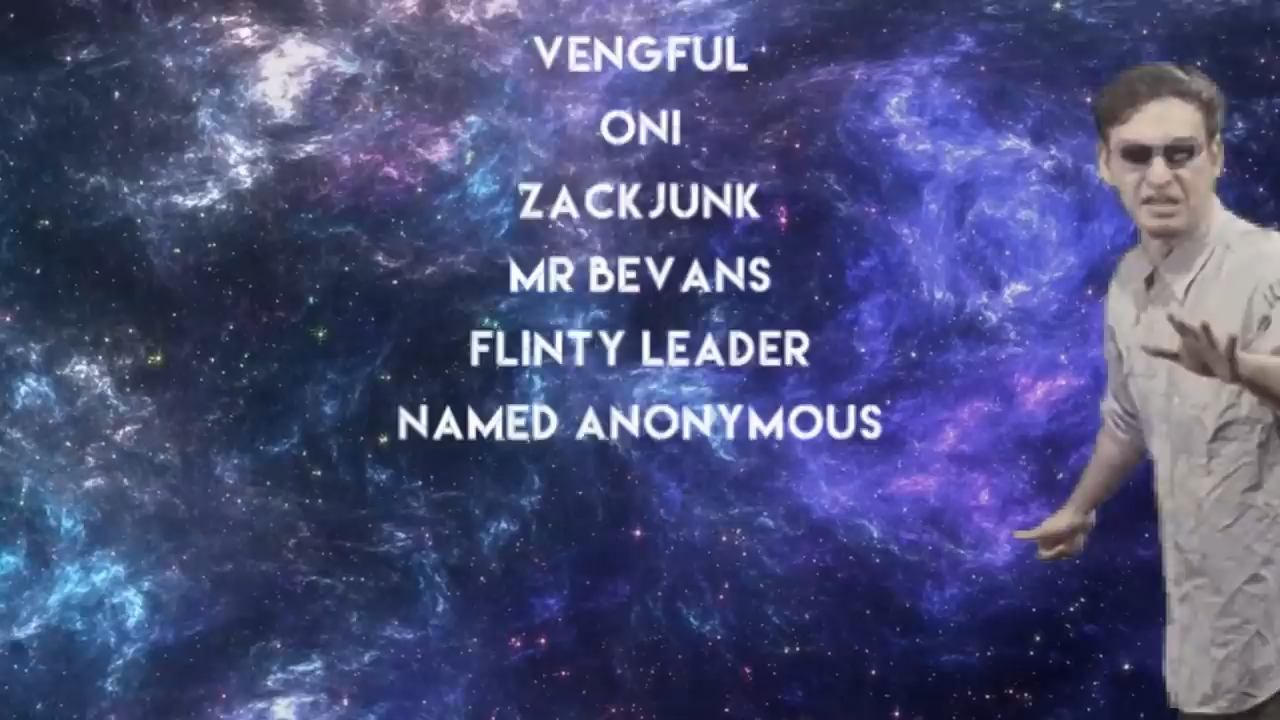 VENGFUL
ONI
ZACKJUNK
MR BEVANS
FLINTY LEADER
NAMED ANONYMOUS